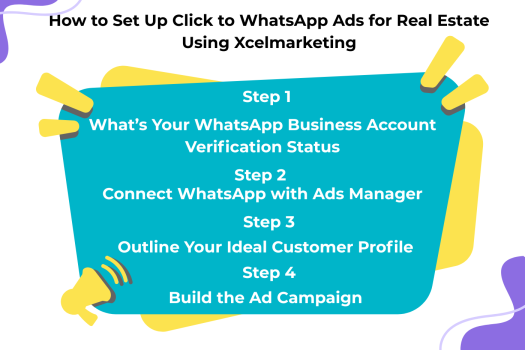 How to Set Up Click to WhatsApp Ads for Real Estate
Using Xcelmarketing
Step 1
What’s Your WhatsApp Business Account
Verification Status
Step 2
Connect WhatsApp with Ads Manager
Step 3
Outline Your Ideal Customer Profile
Step 4
Build the Ad Campaign